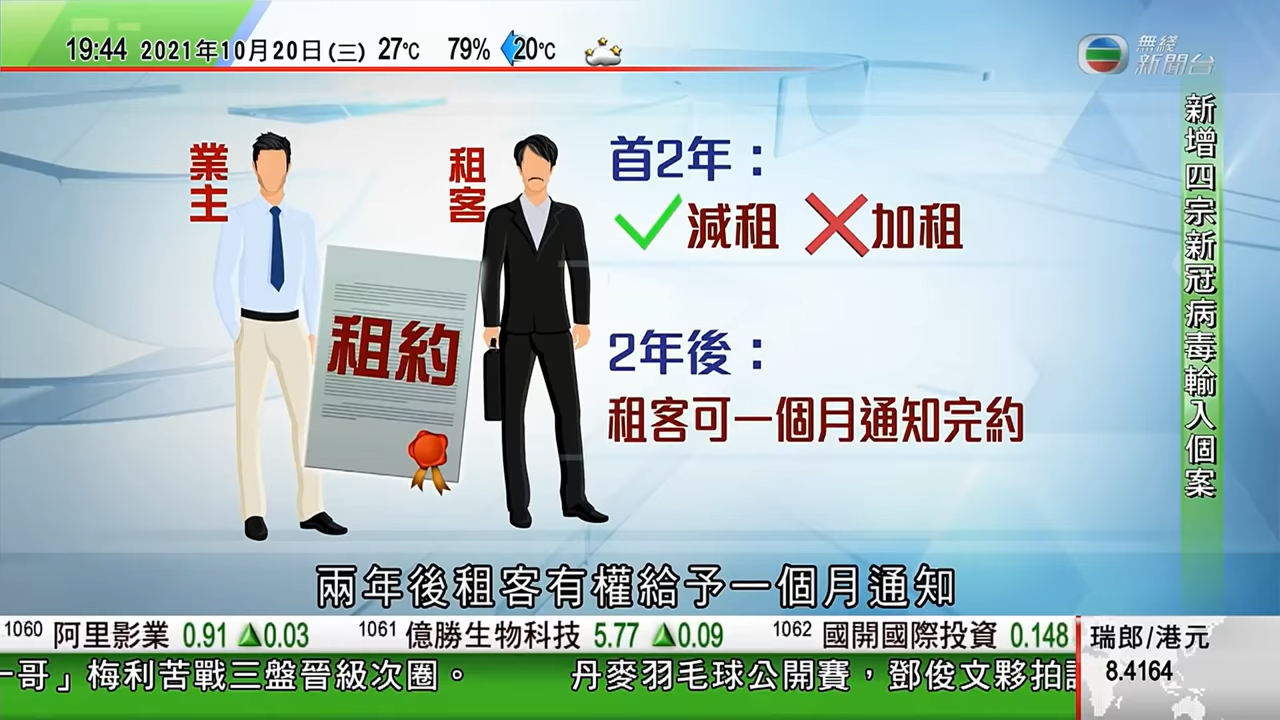 19:44 2021年10月20日(三) 27℃ 79% 20℃
無綫
新聞台
業主
租客
租約
首2年：
減租 加租
2年後：
租客可一個月通知完約
新增四宗新冠病毒輸入個案
兩年後租客有權給予一個月通知
1060 阿里影業 0.91 ▲0.03 1061 億勝生物科技 5.77 ▲0.09 1062 國開國際投資 0.148
瑞郎/港元
8.4164
一哥」梅利苦戰三盤晉級次圈。 丹麥羽毛球公開賽，鄧俊文夥拍